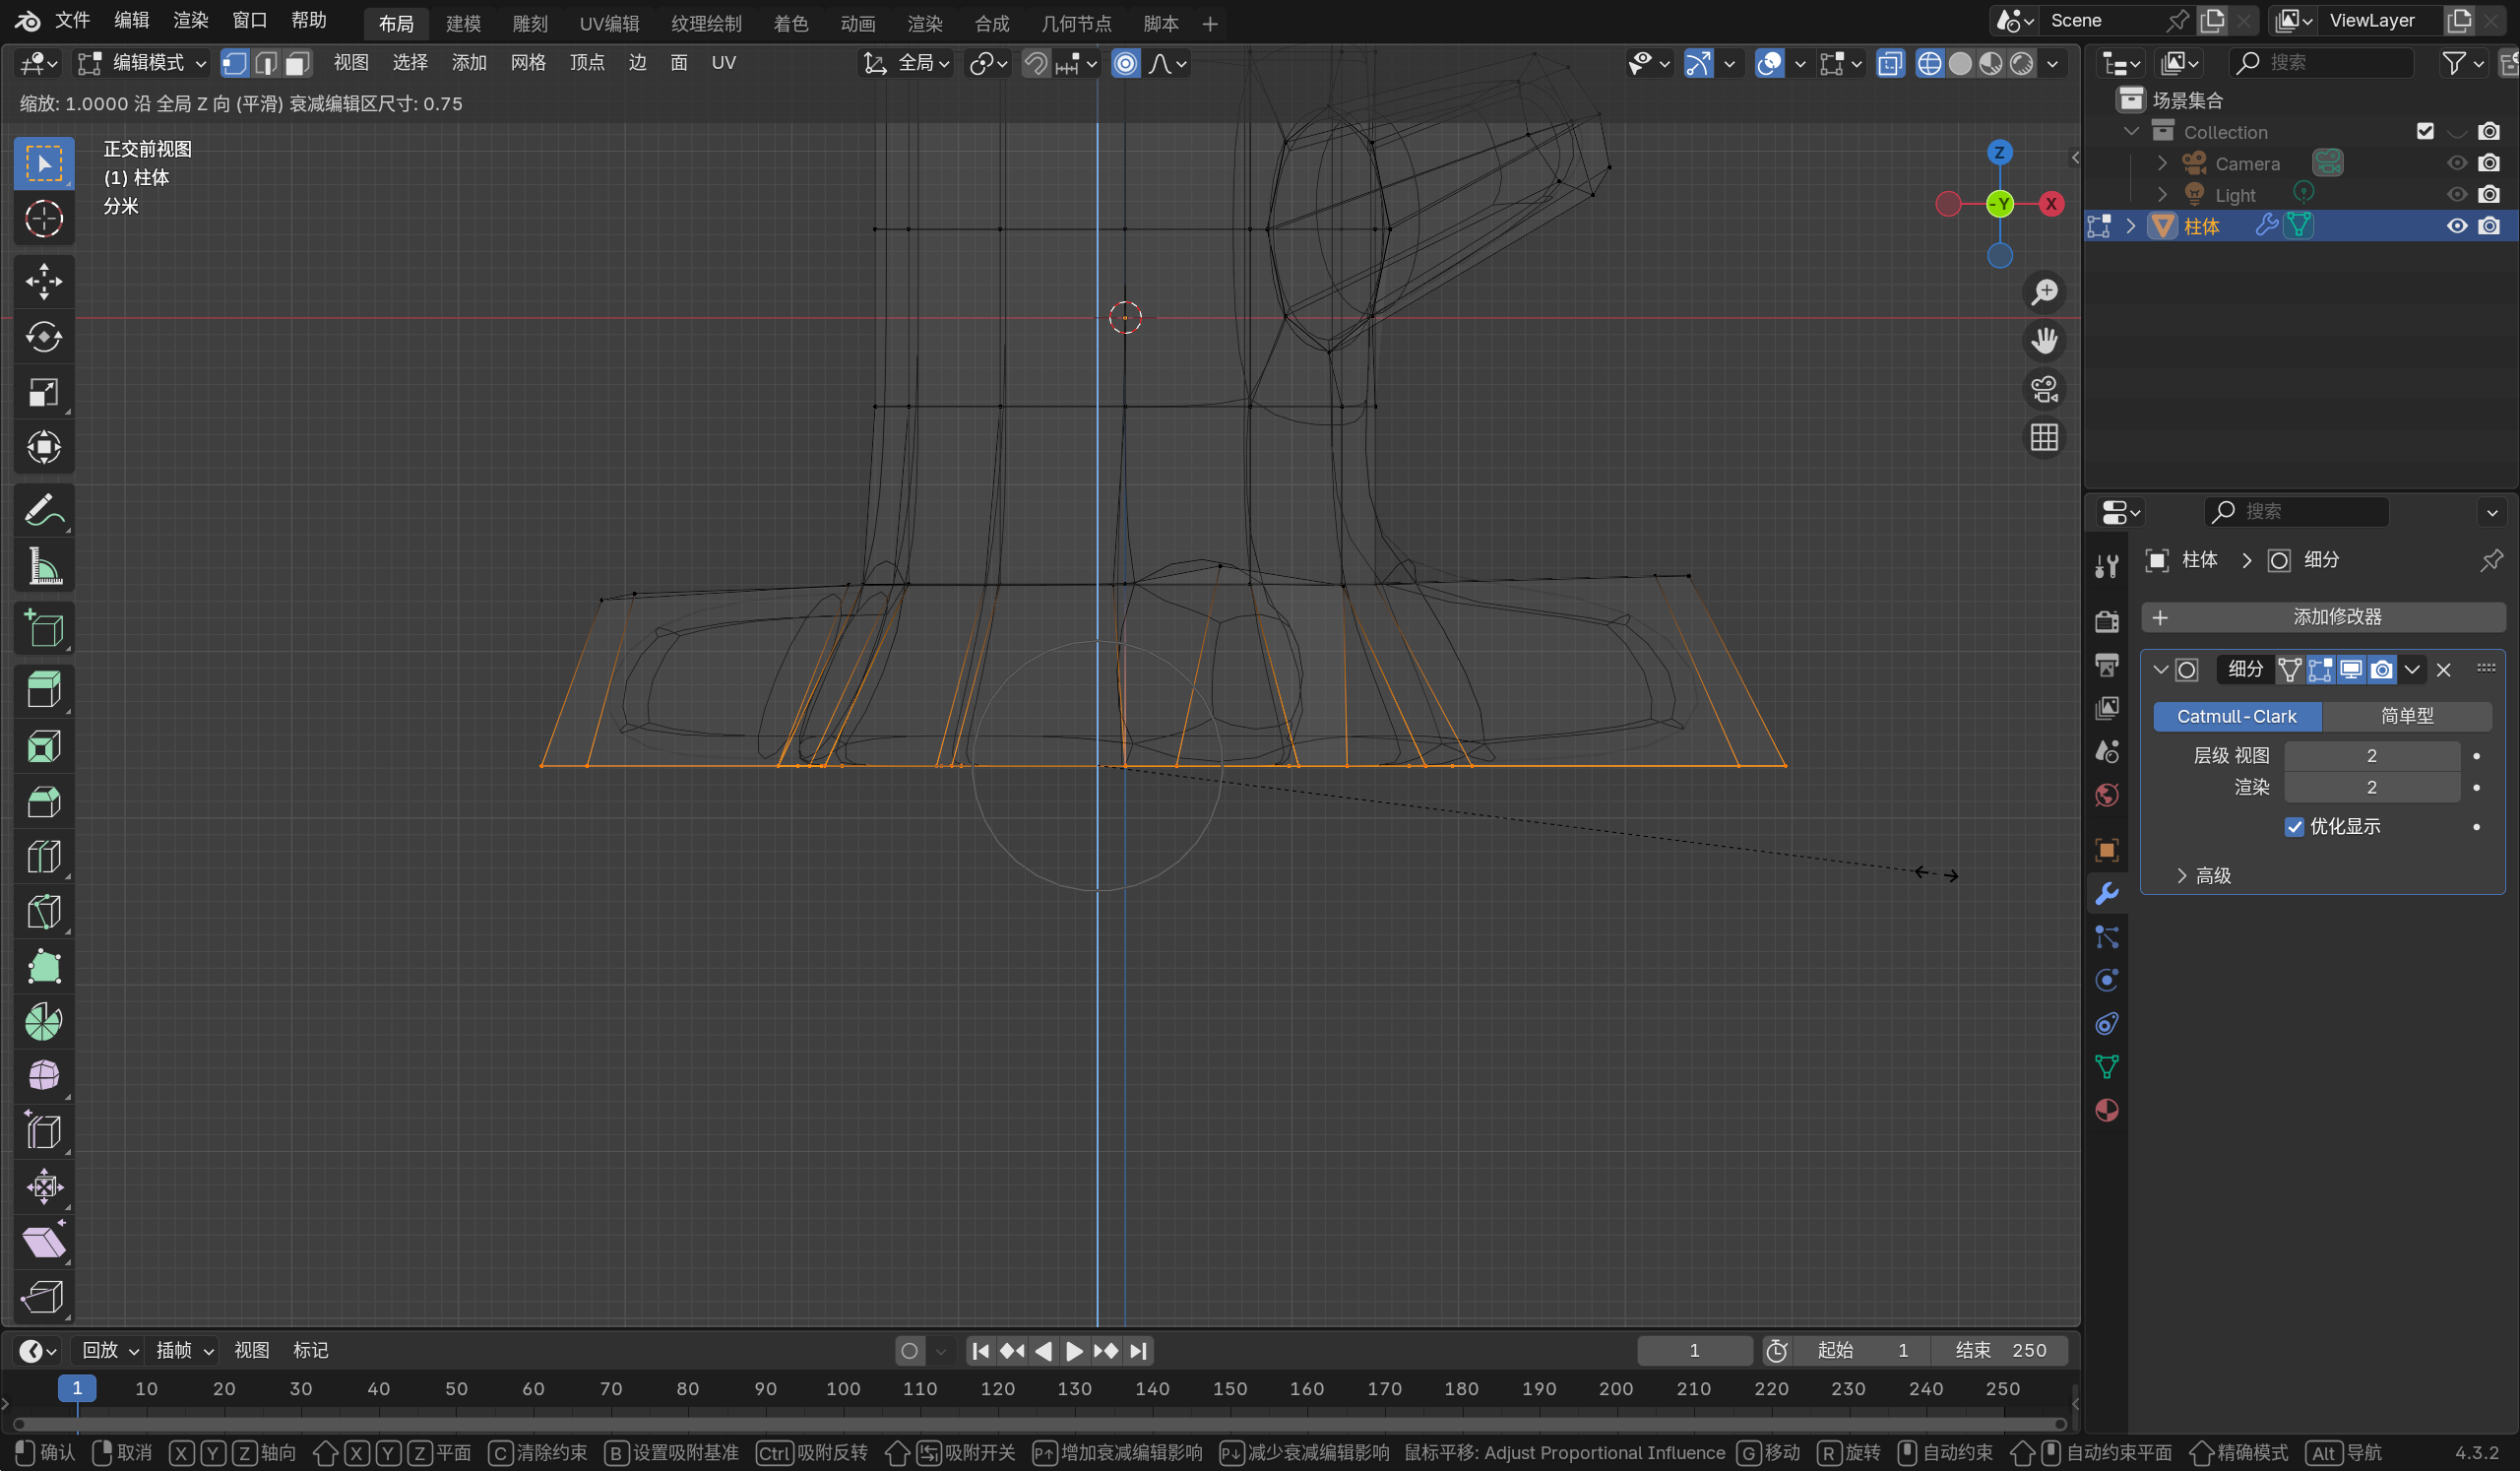 文件 编辑 渲染 窗口 帮助 布局 建模 雕刻 UV编辑 纹理绘制 着色 动画 渲染 合成 几何节点 脚本 + Scene ViewLayer
编辑模式 视图 选择 添加 网格 顶点 边 面 UV 全局 搜索
缩放: 1.0000 沿 全局 Z 向 (平滑) 衰减编辑区尺寸: 0.75
正交前视图
(1) 柱体
分米
Z
-Y
X
场景集合
Collection
Camera
Light
柱体
搜索
柱体 细分
添加修改器
细分
Catmull-Clark 简单型
层级 视图 2
渲染 2
优化显示
高级
回放 插帧 视图 标记 1 起始 1 结束 250
1 10 20 30 40 50 60 70 80 90 100 110 120 130 140 150 160 170 180 190 200 210 220 230 240 250
确认 取消 X Y Z 轴向 X Y Z 平面 C 清除约束 B 设置吸附基准 Ctrl 吸附反转 吸附开关 P↑ 增加衰减编辑影响 P↓ 减少衰减编辑影响 鼠标平移: Adjust Proportional Influence G 移动 R 旋转 自动约束 自动约束平面 精确模式 Alt 导航 4.3.2